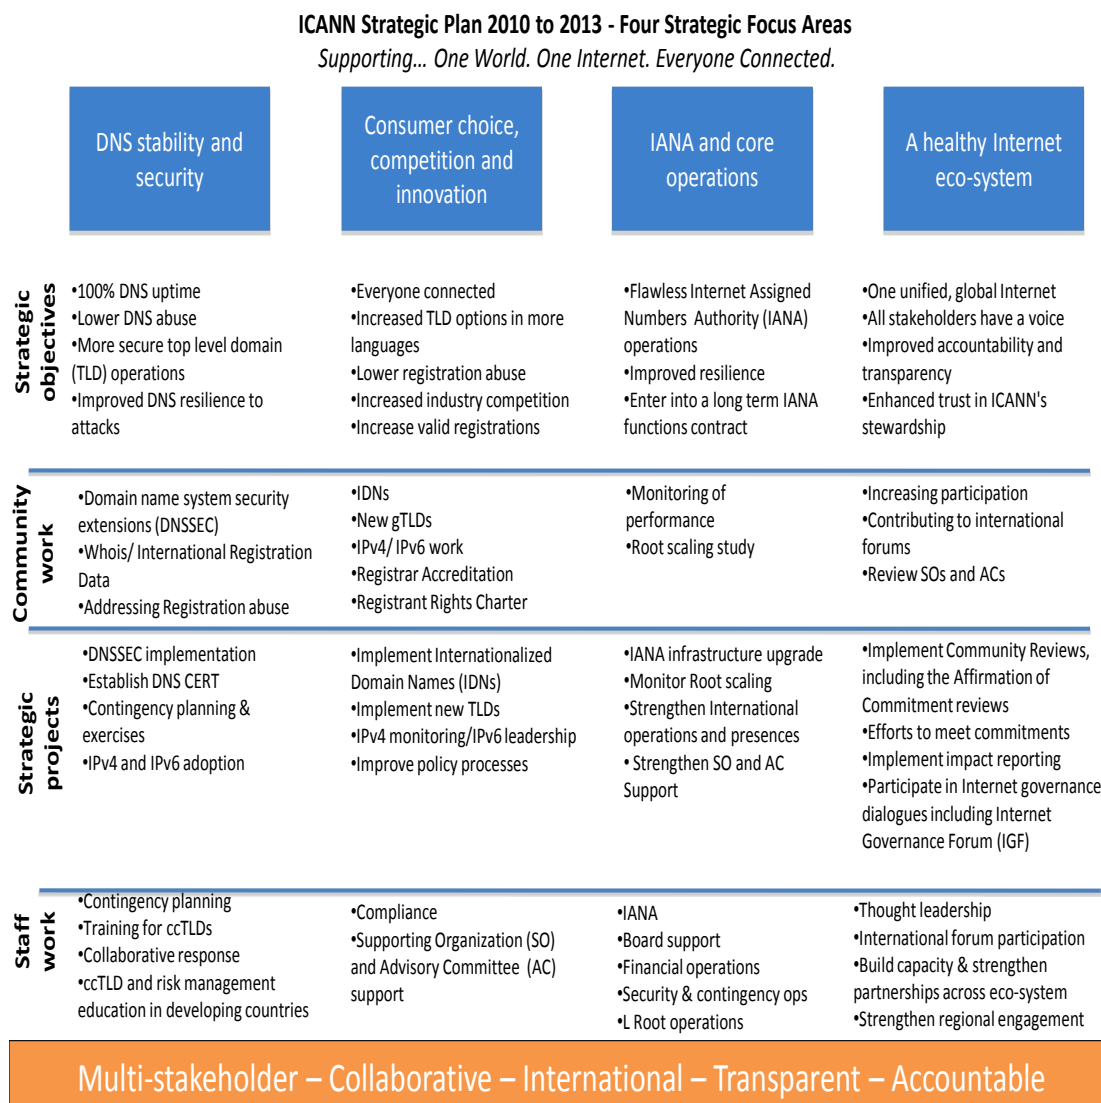 ICANN Strategic Plan 2010 to 2013 - Four Strategic Focus Areas
Supporting... One World. One Internet. Everyone Connected.
DNS stability and
security
Consumer choice,
competition and
innovation
IANA and core
operations
A healthy Internet
eco-system
Strategic
objectives
•100% DNS uptime
•Lower DNS abuse
•More secure top level domain
(TLD) operations
•Improved DNS resilience to
attacks
•Everyone connected
•Increased TLD options in more
languages
•Lower registration abuse
•Increased industry competition
•Increase valid registrations
•Flawless Internet Assigned
Numbers Authority (IANA)
operations
•Improved resilience
•Enter into a long term IANA
functions contract
•One unified, global Internet
•All stakeholders have a voice
•Improved accountability and
transparency
•Enhanced trust in ICANN's
stewardship
Community
work
•Domain name system security
extensions (DNSSEC)
•Whois/ International Registration
Data
•Addressing Registration abuse
•IDNs
•New gTLDs
•IPv4/ IPv6 work
•Registrar Accreditation
•Registrant Rights Charter
•Monitoring of
performance
•Root scaling study
•Increasing participation
•Contributing to international
forums
•Review SOs and ACs
Strategic
projects
•DNSSEC implementation
•Establish DNS CERT
•Contingency planning &
exercises
•IPv4 and IPv6 adoption
•Implement Internationalized
Domain Names (IDNs)
•Implement new TLDs
•IPv4 monitoring/IPv6 leadership
•Improve policy processes
•IANA infrastructure upgrade
•Monitor Root scaling
•Strengthen International
operations and presences
• Strengthen SO and AC
Support
•Implement Community Reviews,
including the Affirmation of
Commitment reviews
•Efforts to meet commitments
•Implement impact reporting
•Participate in Internet governance
dialogues including Internet
Governance Forum (IGF)
Staff
work
•Contingency planning
•Training for ccTLDs
•Collaborative response
•ccTLD and risk management
education in developing countries
•Compliance
•Supporting Organization (SO)
and Advisory Committee (AC)
support
•IANA
•Board support
•Financial operations
•Security & contingency ops
•L Root operations
•Thought leadership
•International forum participation
•Build capacity & strengthen
partnerships across eco-system
•Strengthen regional engagement
Multi-stakeholder – Collaborative – International – Transparent – Accountable